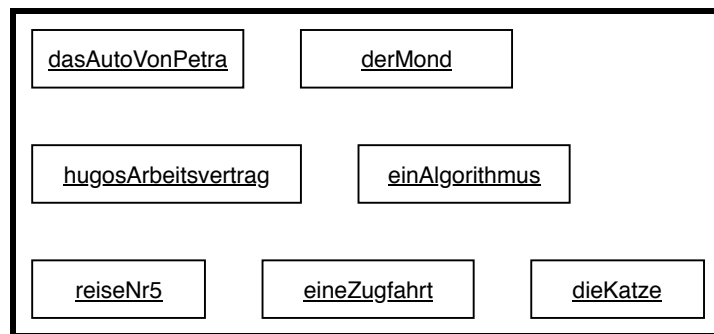 dasAutoVonPetra derMond
hugosArbeitsvertrag einAlgorithmus
reiseNr5 eineZugfahrt dieKatze